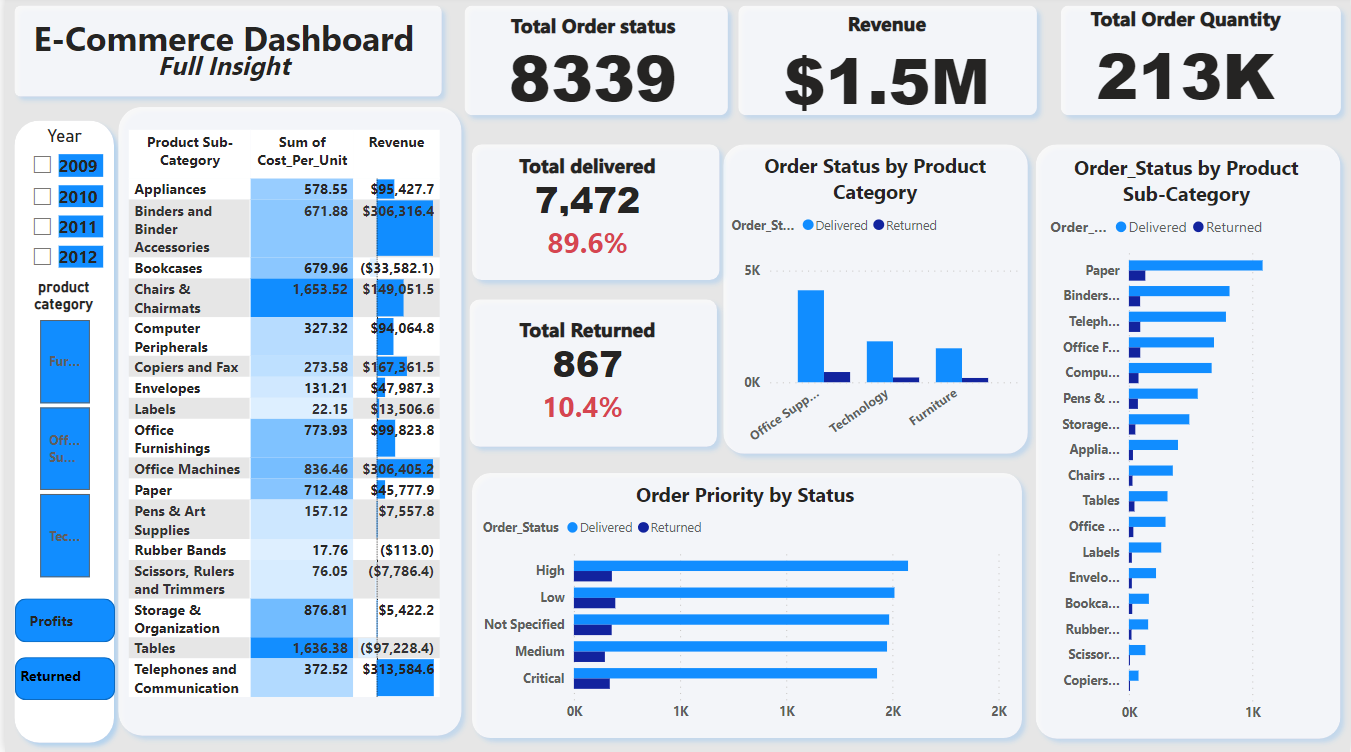 E-Commerce Dashboard
Full Insight
Total Order status
8339
Revenue
$1.5M
Total Order Quantity
213K
Year
2009
2010
2011
2012
product
category
Fur...
Off...
Su...
Tec...
Profits
Returned
Product Sub-
Category
Sum of
Cost_Per_Unit
Revenue
Appliances 578.55 $95,427.7
Binders and
Binder
Accessories
671.88 $306,316.4
Bookcases 679.96 ($33,582.1)
Chairs &
Chairmats
1,653.52 $149,051.5
Computer
Peripherals
327.32 $94,064.8
Copiers and Fax 273.58 $167,361.5
Envelopes 131.21 $47,987.3
Labels 22.15 $13,506.6
Office
Furnishings
773.93 $99,823.8
Office Machines 836.46 $306,405.2
Paper 712.48 $45,777.9
Pens & Art
Supplies
157.12 $7,557.8
Rubber Bands 17.76 ($113.0)
Scissors, Rulers
and Trimmers
76.05 ($7,786.4)
Storage &
Organization
876.81 $5,422.2
Tables 1,636.38 ($97,228.4)
Telephones and
Communication
372.52 $313,584.6
Total delivered
7,472
89.6%
Total Returned
867
10.4%
Order Status by Product
Category
Order_St... Delivered Returned
5K
0K
Office Supp...
Technology
Furniture
Order Priority by Status
Order_Status Delivered Returned
High
Low
Not Specified
Medium
Critical
0K 1K 1K 2K 2K
Order_Status by Product
Sub-Category
Order_... Delivered Returned
Paper
Binders...
Teleph...
Office F...
Compu...
Pens & ...
Storage...
Applia...
Chairs ...
Tables
Office ...
Labels
Envelo...
Bookca...
Rubber...
Scissor...
Copiers...
0K 1K